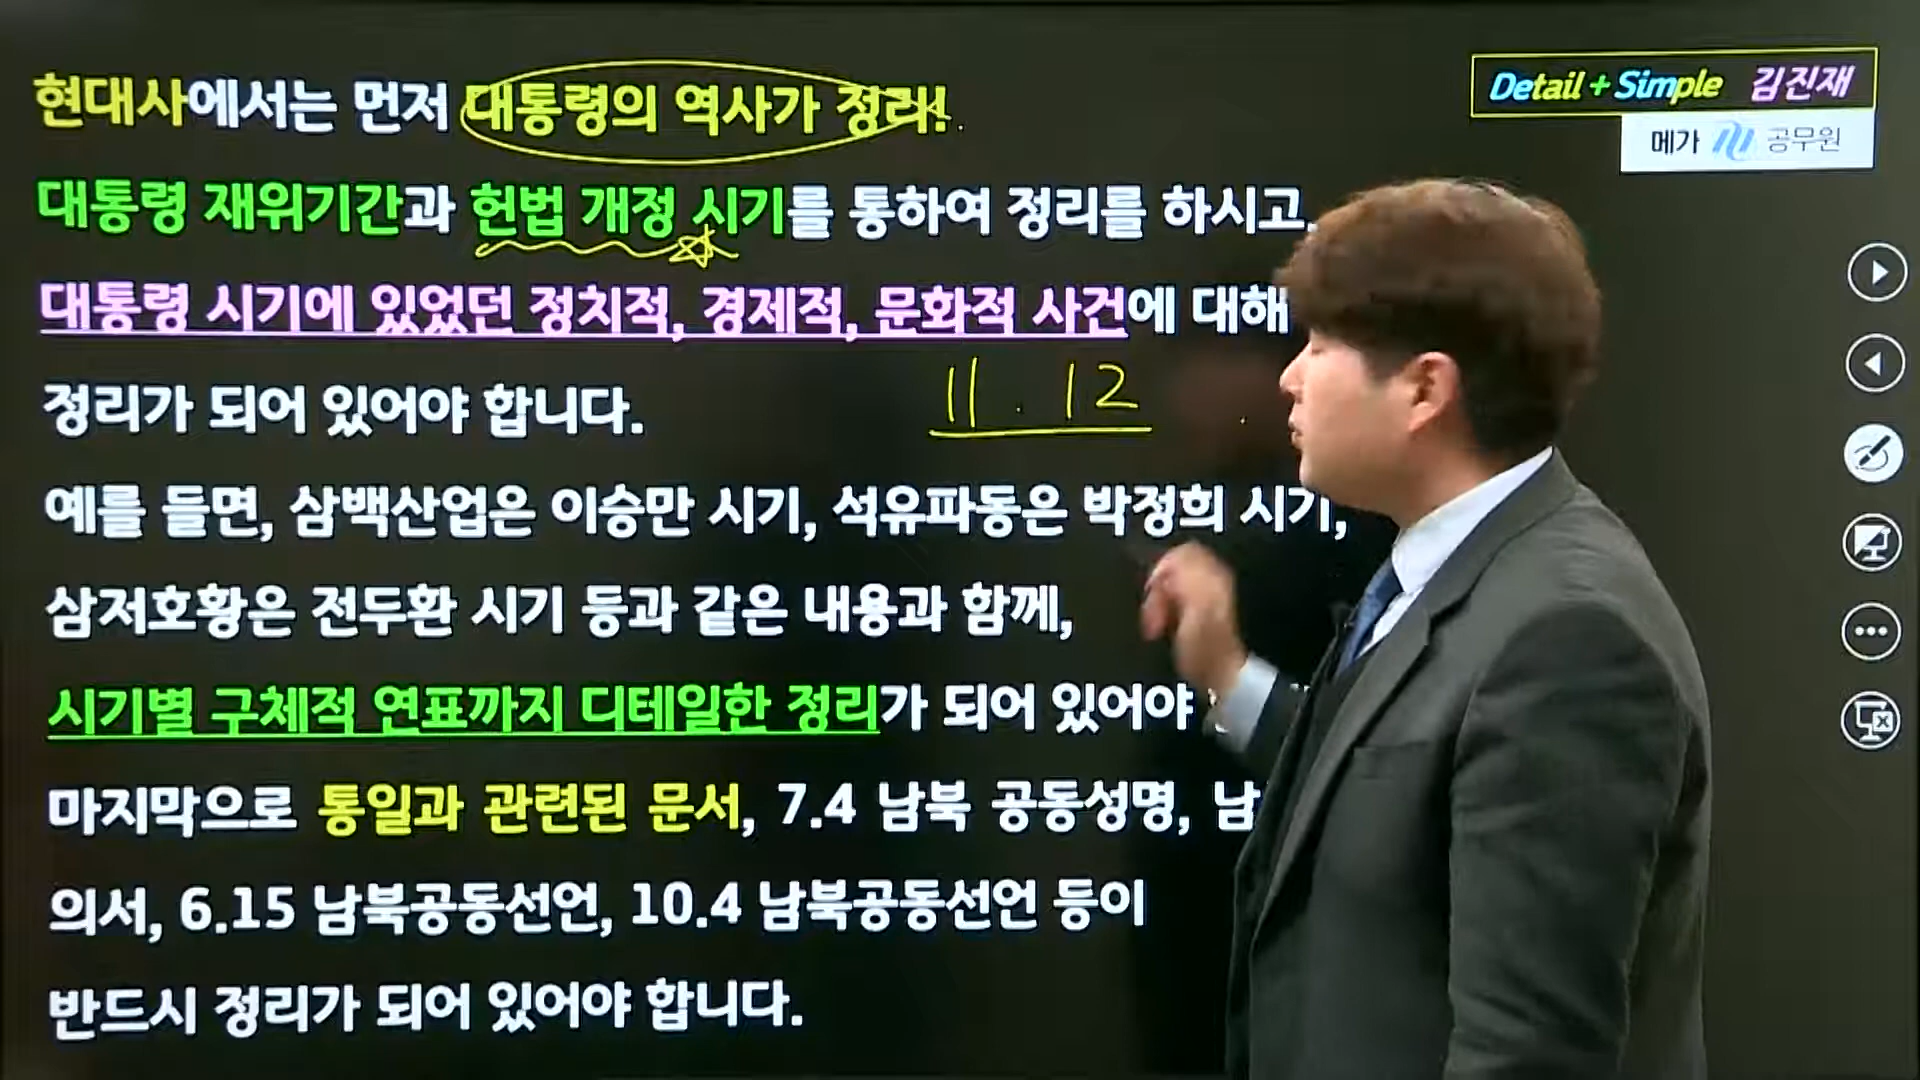 현대사에서는 먼저 대통령의 역사가 정리!
Detail + Simple 김진재
메가 공무원
대통령 재위기간과 헌법 개정 시기를 통하여 정리를 하시고.
대통령 시기에 있었던 정치적, 경제적, 문화적 사건에 대해
정리가 되어 있어야 합니다.
11. 12
예를 들면, 삼백산업은 이승만 시기, 석유파동은 박정희 시기,
삼저호황은 전두환 시기 등과 같은 내용과 함께,
시기별 구체적 연표까지 디테일한 정리가 되어 있어야
마지막으로 통일과 관련된 문서, 7.4 남북 공동성명, 남
의서, 6.15 남북공동선언, 10.4 남북공동선언 등이
반드시 정리가 되어 있어야 합니다.